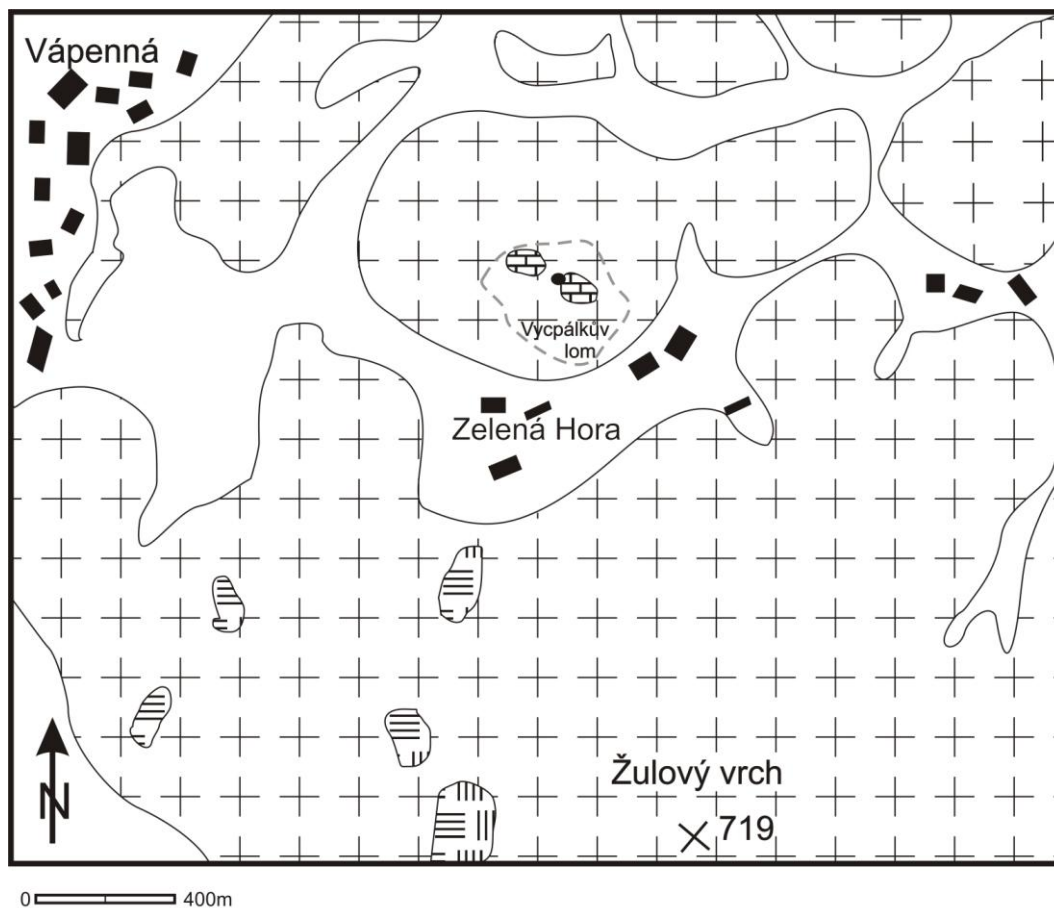 Vápenná
Vycpálkův
lom
Zelená Hora
Žulový vrch
719
N
0 400m